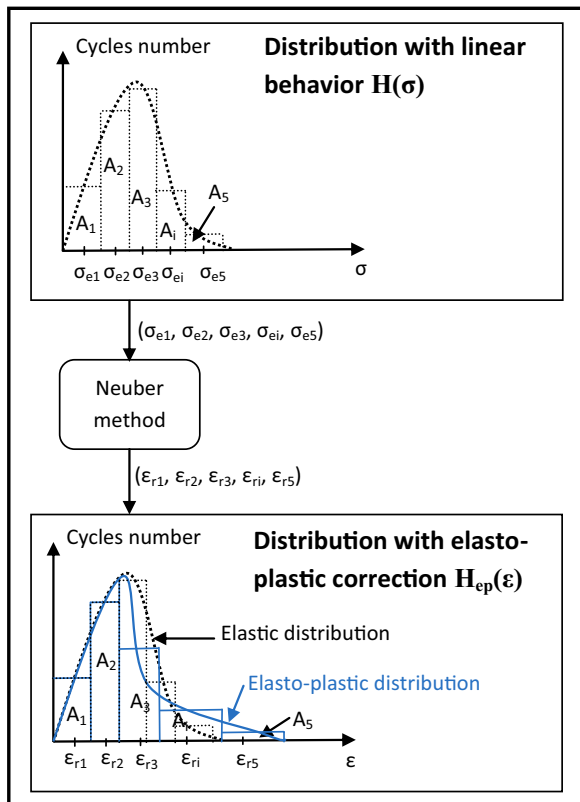 Cycles number
Distribution with linear
behavior H(σ)
A₂
A₅
A₃
A₁
Aᵢ
σₑ₁ σₑ₂ σₑ₃ σₑᵢ σₑ₅
σ
(σₑ₁, σₑ₂, σₑ₃, σₑᵢ, σₑ₅)
Neuber
method
(εᵣ₁, εᵣ₂, εᵣ₃, εᵣᵢ, εᵣ₅)
Cycles number
Distribution with elasto-
plastic correction Hₑₚ(ε)
Elastic distribution
A₂
Elasto-plastic distribution
A₁
A₃
A
A₅
εᵣ₁ εᵣ₂ εᵣ₃ εᵣᵢ εᵣ₅
ε